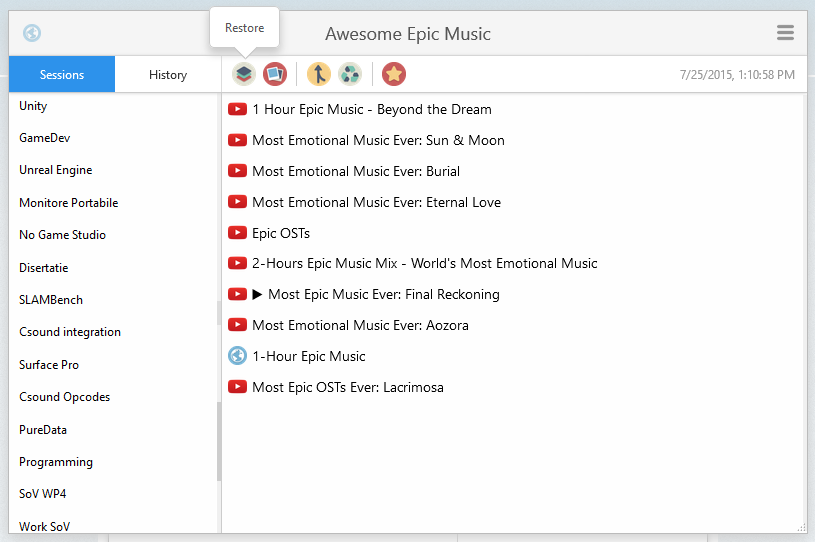 Restore
Awesome Epic Music
Sessions
History
7/25/2015, 1:10:58 PM
Unity
GameDev
Unreal Engine
Monitore Portabile
No Game Studio
Disertatie
SLAMBench
Csound integration
Surface Pro
Csound Opcodes
PureData
Programming
SoV WP4
Work SoV
1 Hour Epic Music - Beyond the Dream
Most Emotional Music Ever: Sun & Moon
Most Emotional Music Ever: Burial
Most Emotional Music Ever: Eternal Love
Epic OSTs
2-Hours Epic Music Mix - World's Most Emotional Music
▶ Most Epic Music Ever: Final Reckoning
Most Emotional Music Ever: Aozora
1-Hour Epic Music
Most Epic OSTs Ever: Lacrimosa